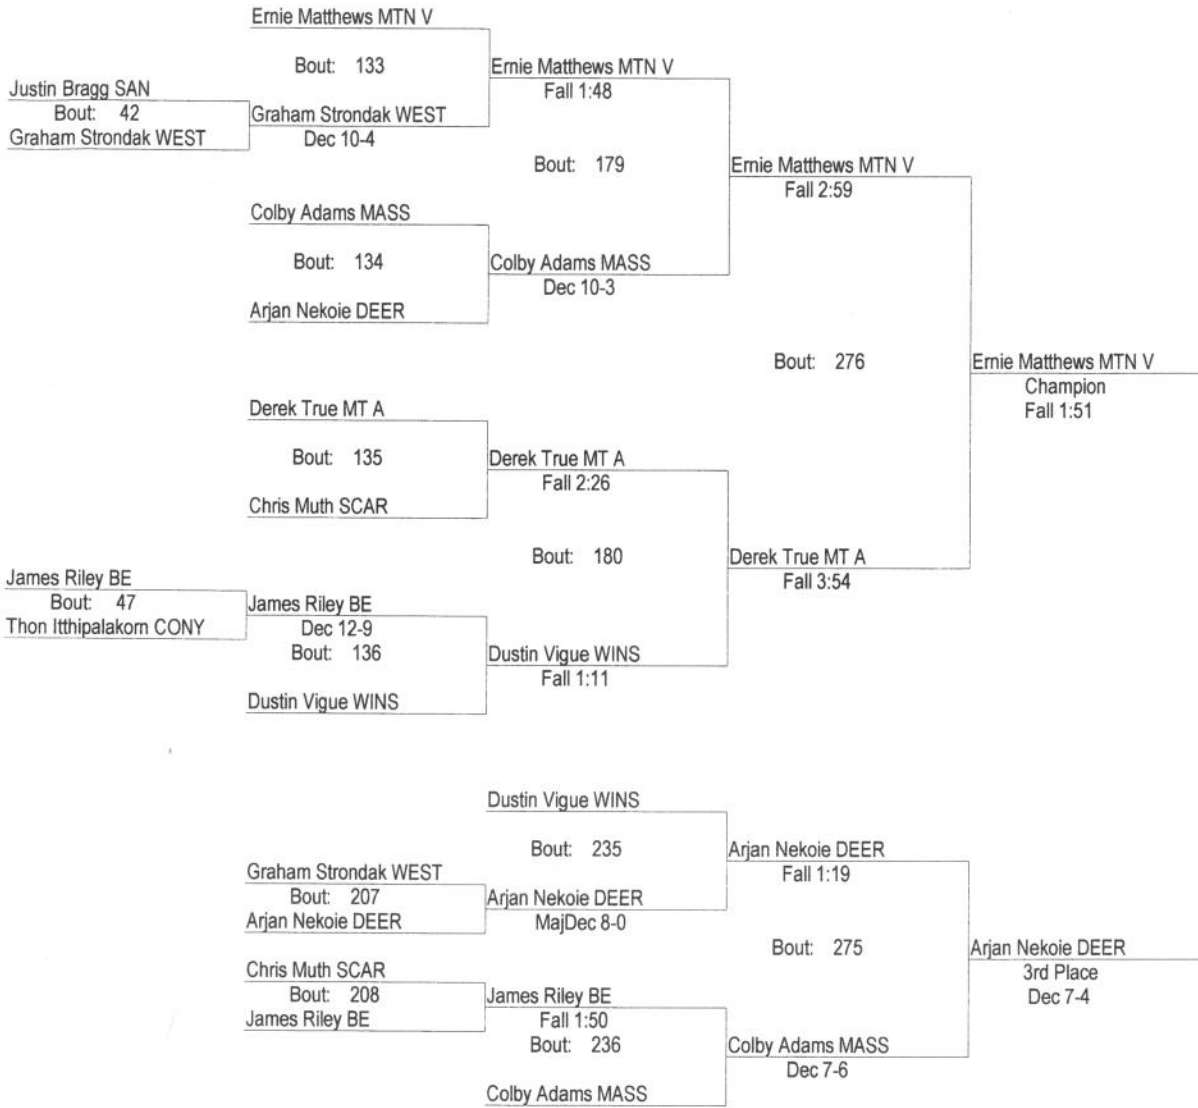 Ernie Matthews MTN V
Bout: 133
Ernie Matthews MTN V
Fall 1:48
Justin Bragg SAN
Bout: 42
Graham Strondak WEST
Graham Strondak WEST
Dec 10-4
Bout: 179
Ernie Matthews MTN V
Fall 2:59
Colby Adams MASS
Bout: 134
Colby Adams MASS
Dec 10-3
Arjan Nekoie DEER
Bout: 276
Ernie Matthews MTN V
Champion
Fall 1:51
Derek True MT A
Bout: 135
Derek True MT A
Fall 2:26
Chris Muth SCAR
Bout: 180
Derek True MT A
Fall 3:54
James Riley BE
Bout: 47
Thon Itthipalakorn CONY
James Riley BE
Dec 12-9
Bout: 136
Dustin Vigue WINS
Fall 1:11
Dustin Vigue WINS
Dustin Vigue WINS
Bout: 235
Arjan Nekoie DEER
Fall 1:19
Graham Strondak WEST
Bout: 207
Arjan Nekoie DEER
Arjan Nekoie DEER
MajDec 8-0
Bout: 275
Arjan Nekoie DEER
3rd Place
Dec 7-4
Chris Muth SCAR
Bout: 208
James Riley BE
James Riley BE
Fall 1:50
Bout: 236
Colby Adams MASS
Dec 7-6
Colby Adams MASS